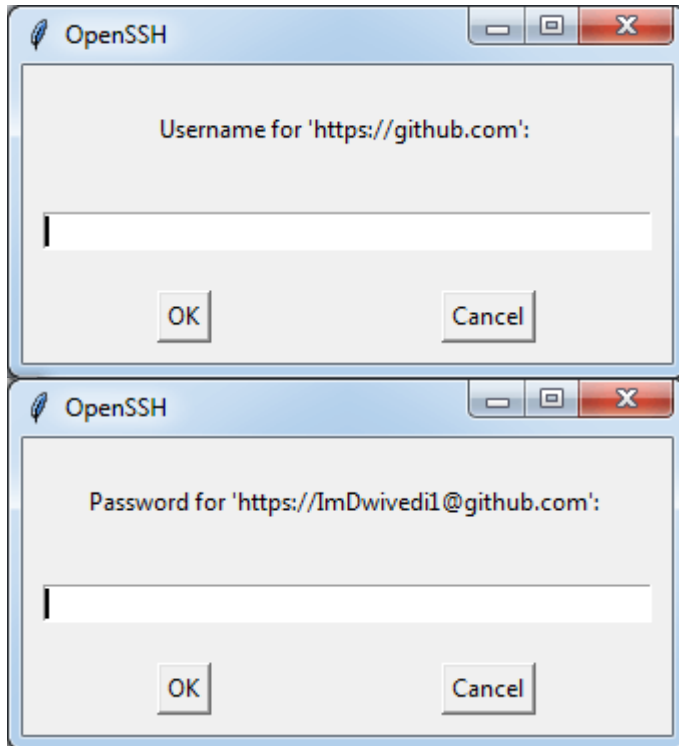 OpenSSH
Username for 'https://github.com':
OK Cancel
OpenSSH
Password for 'https://ImDwivedi1@github.com':
OK Cancel